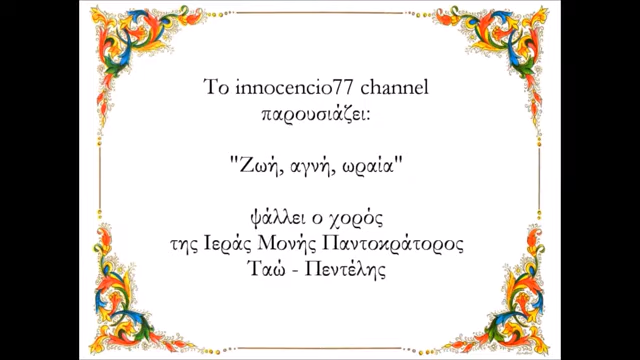 Το innocencio77 channel
παρουσιάζει:
"Ζωή, αγνή, ωραία"
ψάλλει ο χορός
της Ιεράς Μονής Παντοκράτορος
Ταώ - Πεντέλης